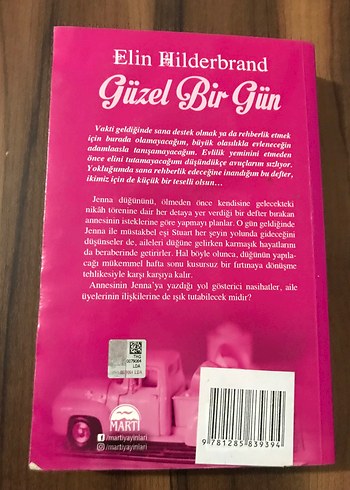 Elin Hilderbrand
Güzel Bir Gün
Vakti geldiğinde sana destek olmak ya da rehberlik etmek
için burada olamayacağım, büyük olasılıkla evleneceğin
adamlaasla tanışamayacağım. Evlilik yeminini etmeden
önce elini tutamayacağım düşündükçe avuçlarım sızlıyor.
Yokluğumda sana rehberlik edeceğine inandığım bu defter,
ikimiz için de küçük bir teselli olsun…
Jenna düğününü, ölmeden önce kendisine gelecekteki
nikâh törenine dair her detaya yer verdiği bir defter bırakan
annesinin isteklerine göre yapmayı planlar. O gün geldiğinde
Jenna ile müstakbel eşi Stuart her şeyin yolunda gideceğini
düşünseler de, aileleri düğüne gelirken karmaşık hayatlarını
da beraberinde getirirler. Hal böyle olunca, düğünün yapıla-
cağı mükemmel hafta sonu kusursuz bir fırtınaya dönüşme
tehlikesiyle karşı karşıya kalır.
Annesinin Jenna'ya yazdığı yol gösterici nasihatler, aile
üyelerinin ilişkilerine de ışık tutabilecek midir?
MARTI
/martiyayinlari
/martiyayinlari
9 781285 839394